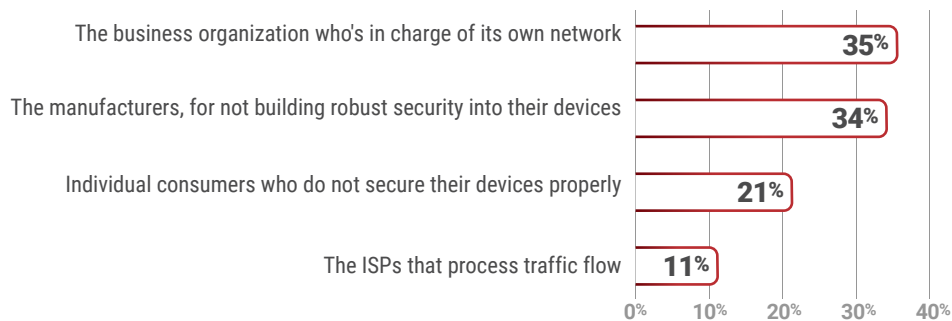 The business organization who's in charge of its own network
35%
The manufacturers, for not building robust security into their devices
34%
Individual consumers who do not secure their devices properly
21%
The ISPs that process traffic flow
11%
0% 10% 20% 30% 40%